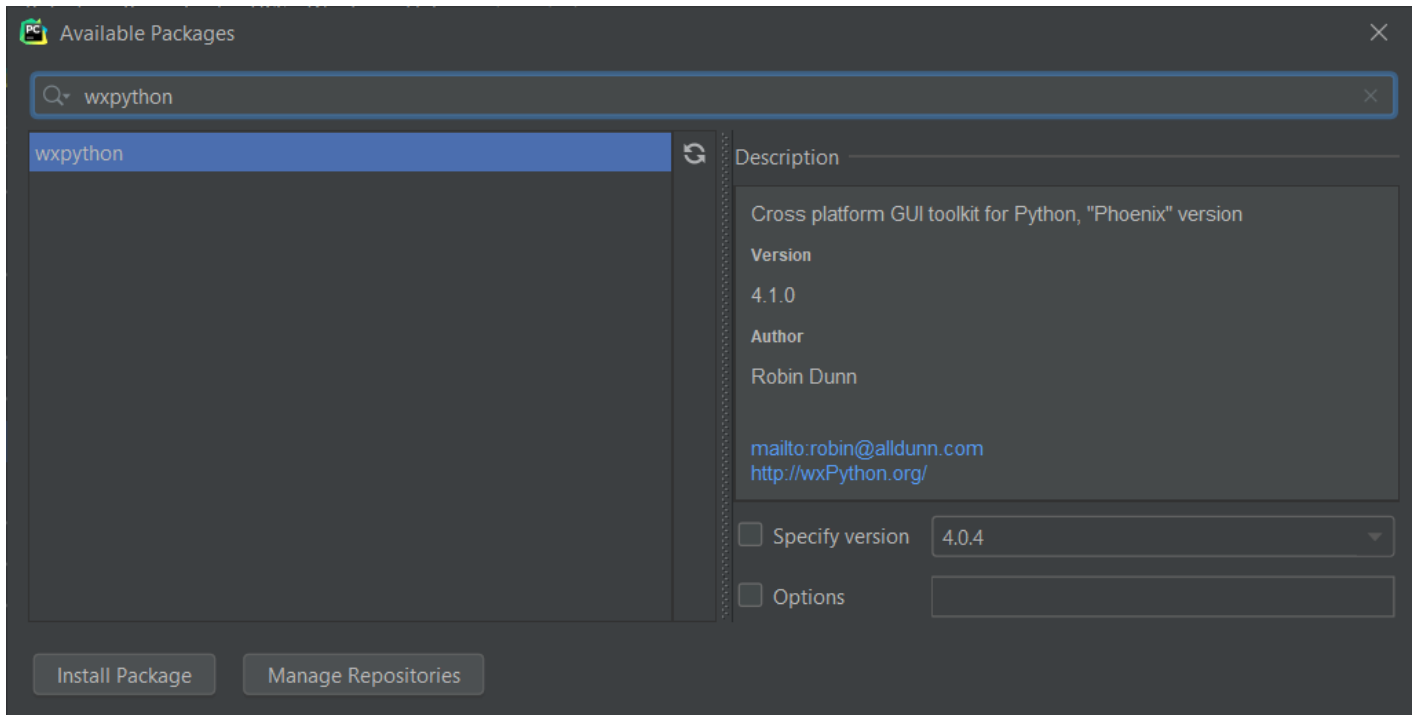 PC
Available Packages
wxpython
wxpython
Description
Cross platform GUI toolkit for Python, "Phoenix" version
Version
4.1.0
Author
Robin Dunn
mailto:robin@alldunn.com
http://wxPython.org/
Specify version
4.0.4
Options
Install Package
Manage Repositories